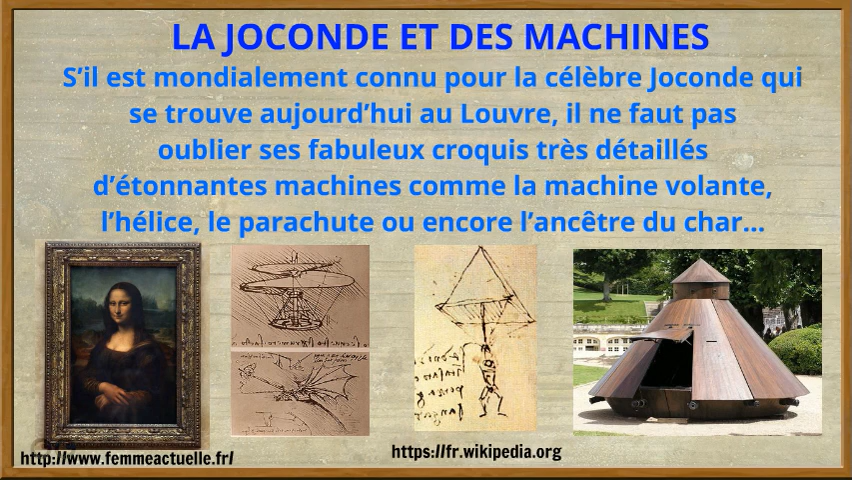 LA JOCONDE ET DES MACHINES
S'il est mondialement connu pour la célèbre Joconde qui
se trouve aujourd'hui au Louvre, il ne faut pas
oublier ses fabuleux croquis très détaillés
d'étonnantes machines comme la machine volante,
l'hélice, le parachute ou encore l'ancêtre du char...
http://www.femmeactuelle.fr/
https://fr.wikipedia.org